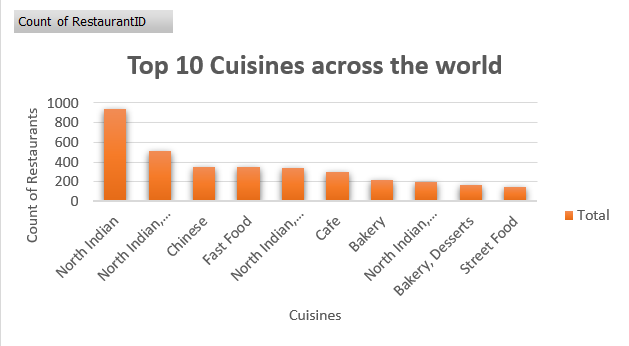 Count of RestaurantID
Top 10 Cuisines across the world
Count of Restaurants
1000
800
600
400
200
0
North Indian
North Indian,...
Chinese
Fast Food
North Indian,...
Cafe
Bakery
North Indian,...
Bakery, Desserts
Street Food
Cuisines
Total